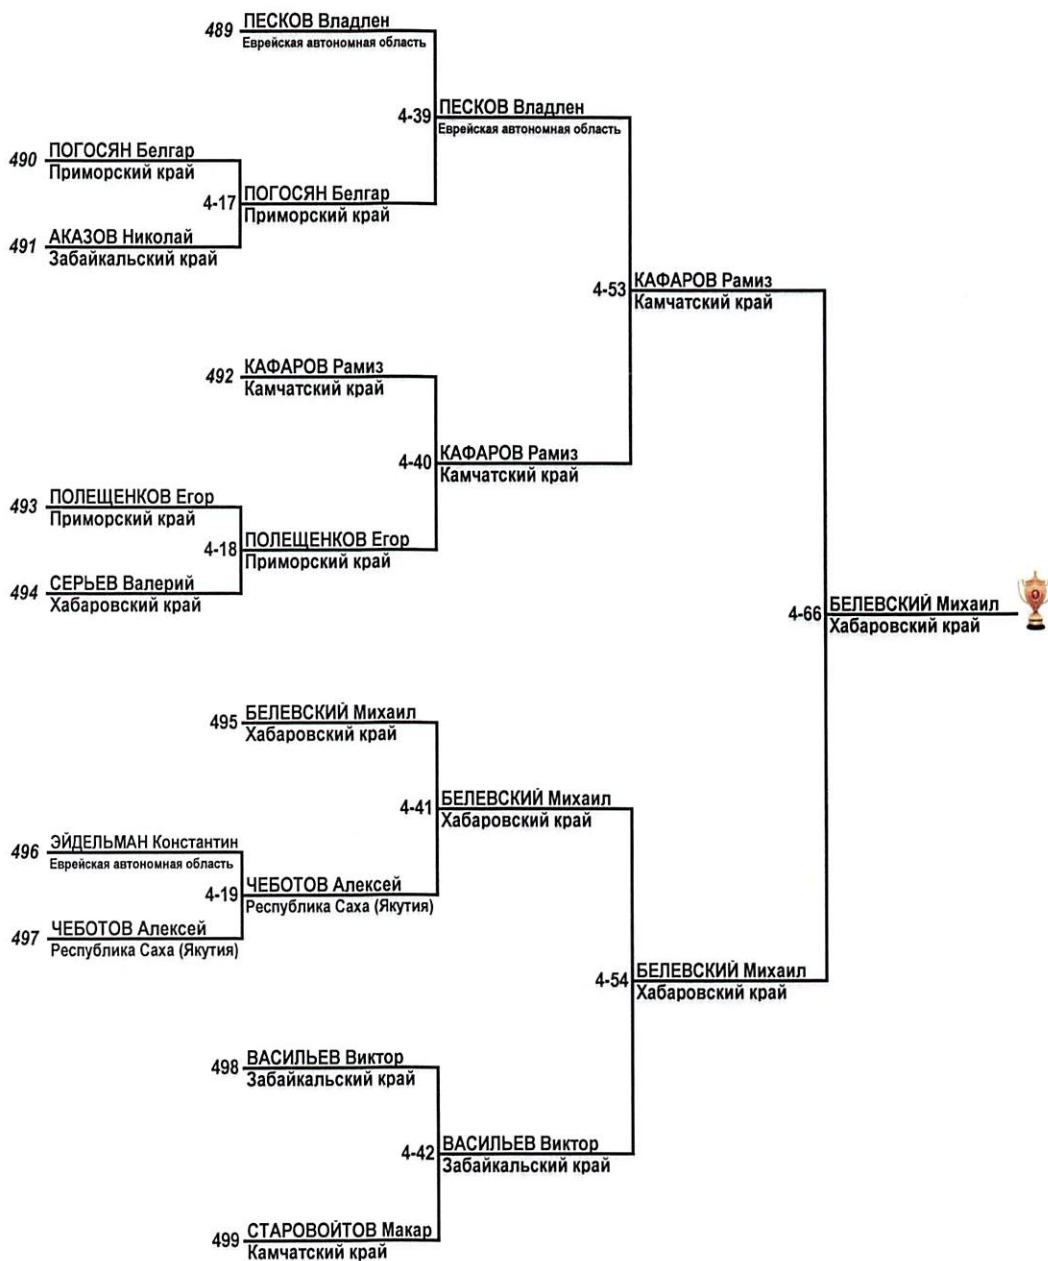 489 ПЕСКОВ Владлен
Еврейская автономная область
4-39 ПЕСКОВ Владлен
Еврейская автономная область
490 ПОГОСЯН Белгар
Приморский край
4-17 ПОГОСЯН Белгар
Приморский край
491 АКАЗОВ Николай
Забайкальский край
4-53 КАФАРОВ Рамиз
Камчатский край
492 КАФАРОВ Рамиз
Камчатский край
4-40 КАФАРОВ Рамиз
Камчатский край
493 ПОЛЕЩЕНКОВ Егор
Приморский край
4-18 ПОЛЕЩЕНКОВ Егор
Приморский край
494 СЕРЬЕВ Валерий
Хабаровский край
4-66 БЕЛЕВСКИЙ Михаил
Хабаровский край
495 БЕЛЕВСКИЙ Михаил
Хабаровский край
4-41 БЕЛЕВСКИЙ Михаил
Хабаровский край
496 ЭЙДЕЛЬМАН Константин
Еврейская автономная область
4-19 ЧЕБОТОВ Алексей
Республика Саха (Якутия)
497 ЧЕБОТОВ Алексей
Республика Саха (Якутия)
4-54 БЕЛЕВСКИЙ Михаил
Хабаровский край
498 ВАСИЛЬЕВ Виктор
Забайкальский край
4-42 ВАСИЛЬЕВ Виктор
Забайкальский край
499 СТАРОВОЙТОВ Макар
Камчатский край